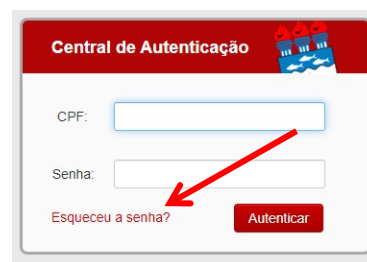 Central de Autenticação
CPF:
Senha:
Esqueceu a senha?
Autenticar